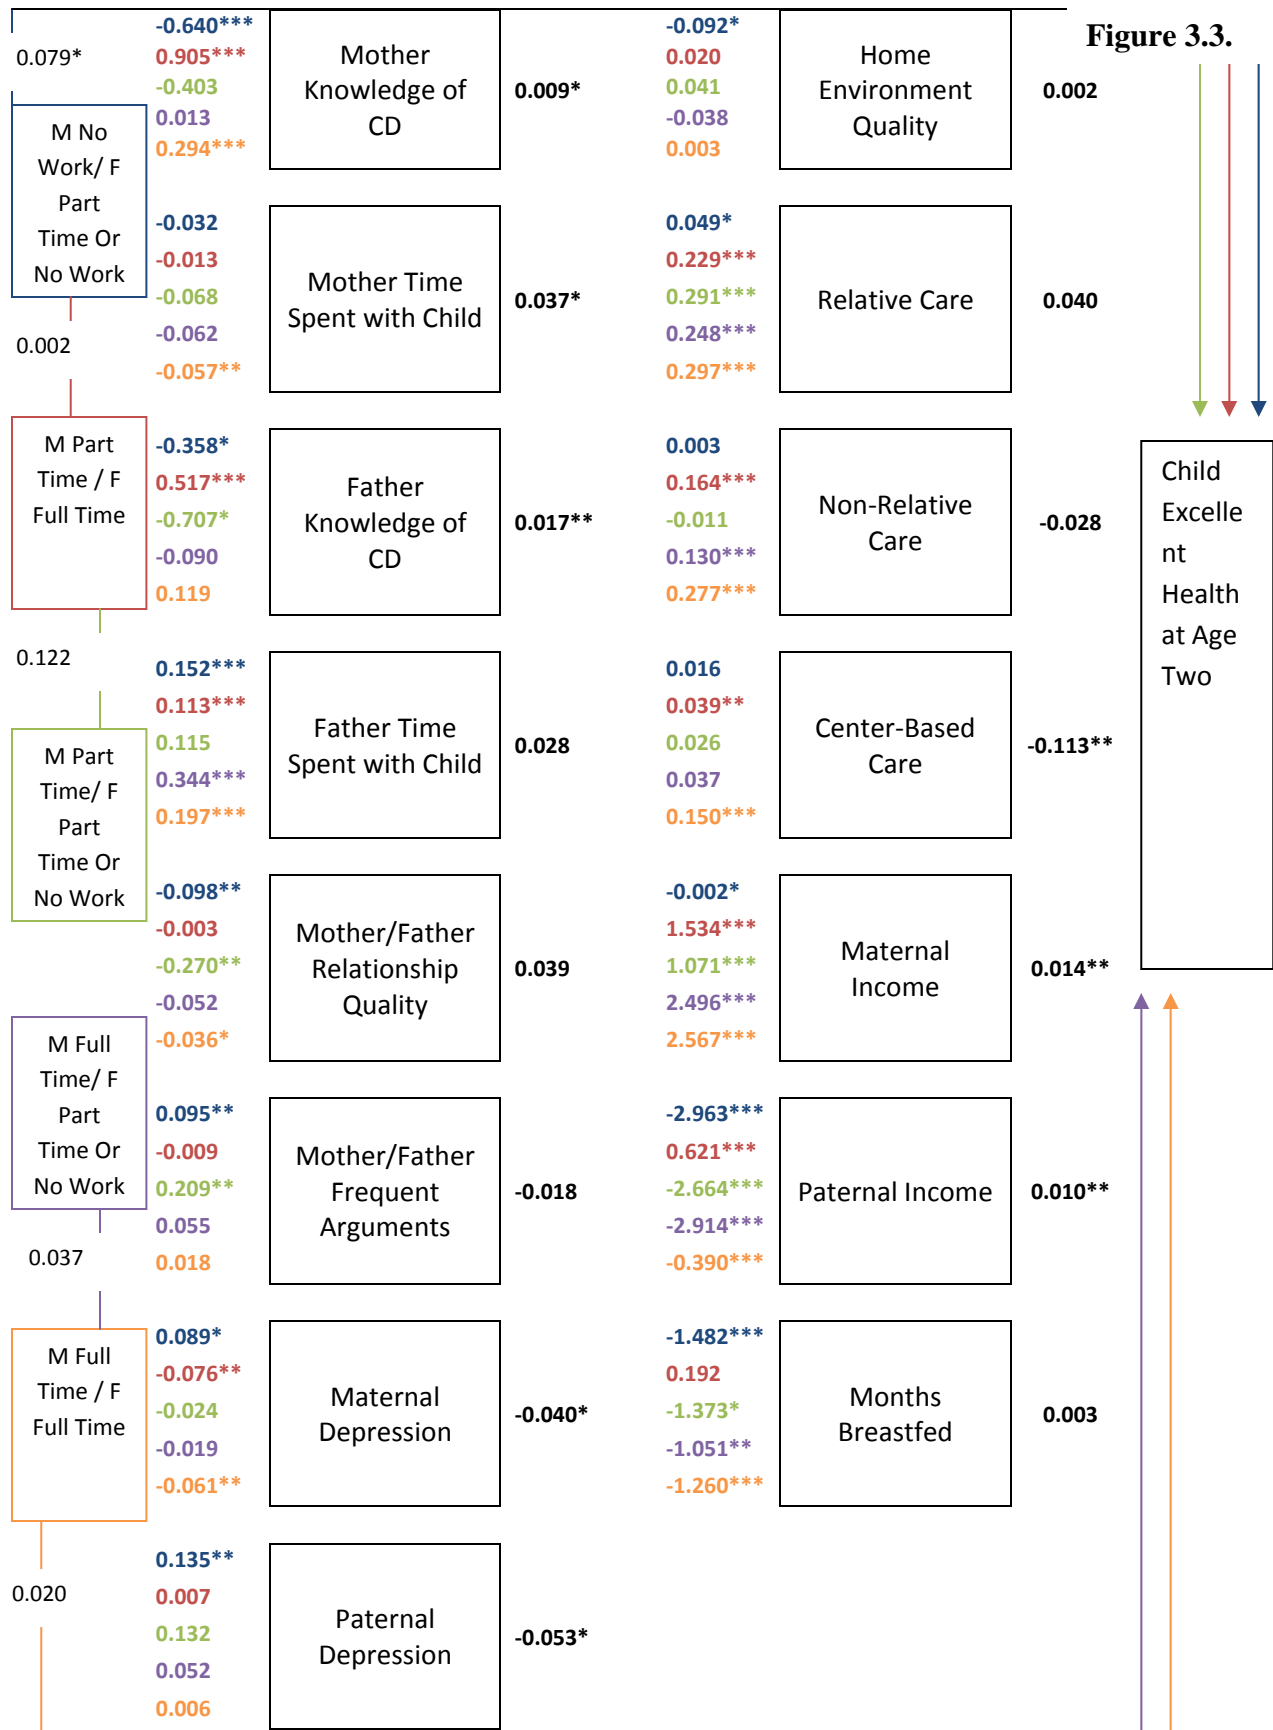 Figure 3.3.
0.079*
M No
Work/ F
Part
Time Or
No Work
0.002
M Part
Time / F
Full Time
0.122
M Part
Time/ F
Part
Time Or
No Work
M Full
Time/ F
Part
Time Or
No Work
0.037
M Full
Time / F
Full Time
0.020
-0.640***
0.905***
-0.403
0.013
0.294***
Mother
Knowledge of
CD
0.009*
-0.032
-0.013
-0.068
-0.062
-0.057**
Mother Time
Spent with Child
0.037*
-0.358*
0.517***
-0.707*
-0.090
0.119
Father
Knowledge of
CD
0.017**
0.152***
0.113***
0.115
0.344***
0.197***
Father Time
Spent with Child
0.028
-0.098**
-0.003
-0.270**
-0.052
-0.036*
Mother/Father
Relationship
Quality
0.039
0.095**
-0.009
0.209**
0.055
0.018
Mother/Father
Frequent
Arguments
-0.018
0.089*
-0.076**
-0.024
-0.019
-0.061**
Maternal
Depression
-0.040*
0.135**
0.007
0.132
0.052
0.006
Paternal
Depression
-0.053*
-0.092*
0.020
0.041
-0.038
0.003
Home
Environment
Quality
0.002
0.049*
0.229***
0.291***
0.248***
0.297***
Relative Care
0.040
0.003
0.164***
-0.011
0.130***
0.277***
Non-Relative
Care
-0.028
0.016
0.039**
0.026
0.037
0.150***
Center-Based
Care
-0.113**
-0.002*
1.534***
1.071***
2.496***
2.567***
Maternal
Income
0.014**
-2.963***
0.621***
-2.664***
-2.914***
-0.390***
Paternal Income
0.010**
-1.482***
0.192
-1.373*
-1.051**
-1.260***
Months
Breastfed
0.003
Child
Excelle
nt
Health
at Age
Two